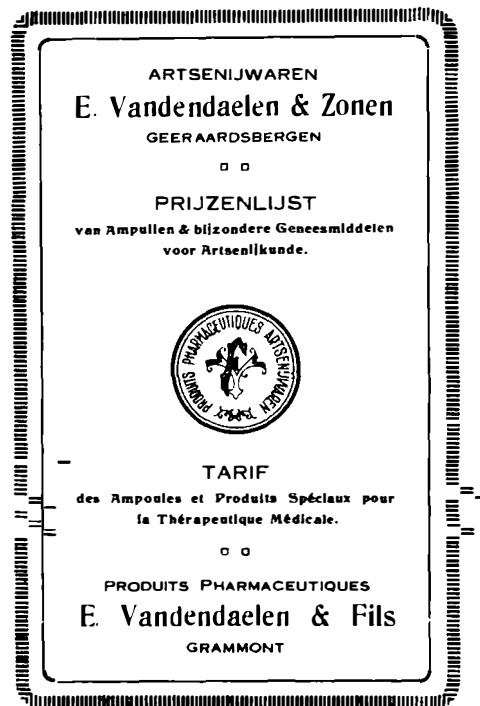 ARTSENIJWAREN
E. Vandendaelen & Zonen
GEERAARDSBERGEN
PRIJZENLIJST
van Ampullen & bijzondere Geneesmiddelen
voor Artsenijkunde.
PRODUITS PHARMACEUTIQUES ARTSENIJWAREN
TARIF
des Ampoules et Produits Spéciaux pour
la Thérapeutique Médicale.
PRODUITS PHARMACEUTIQUES
E. Vandendaelen & Fils
GRAMMONT